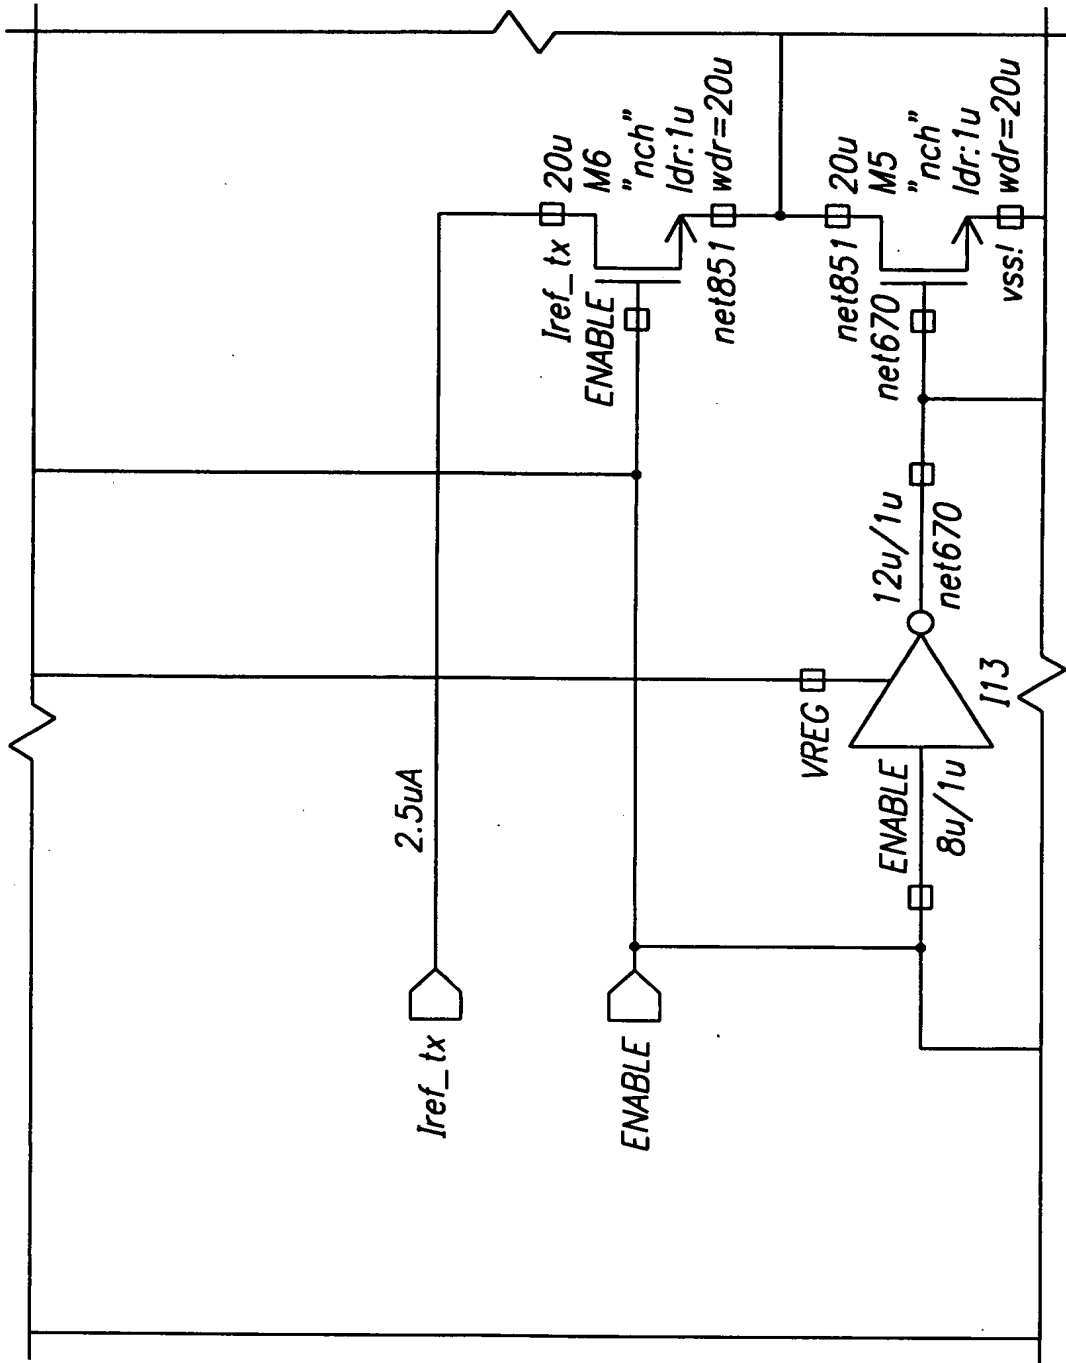 Iref_tx
2.5uA
Iref_tx
20u
M6
"nch"
ldr:1u
wdr=20u
ENABLE
net851
ENABLE
VREG
ENABLE
8u/1u
I13
12u/1u
net670
net851
net670
20u
M5
"nch"
ldr:1u
wdr=20u
vss!